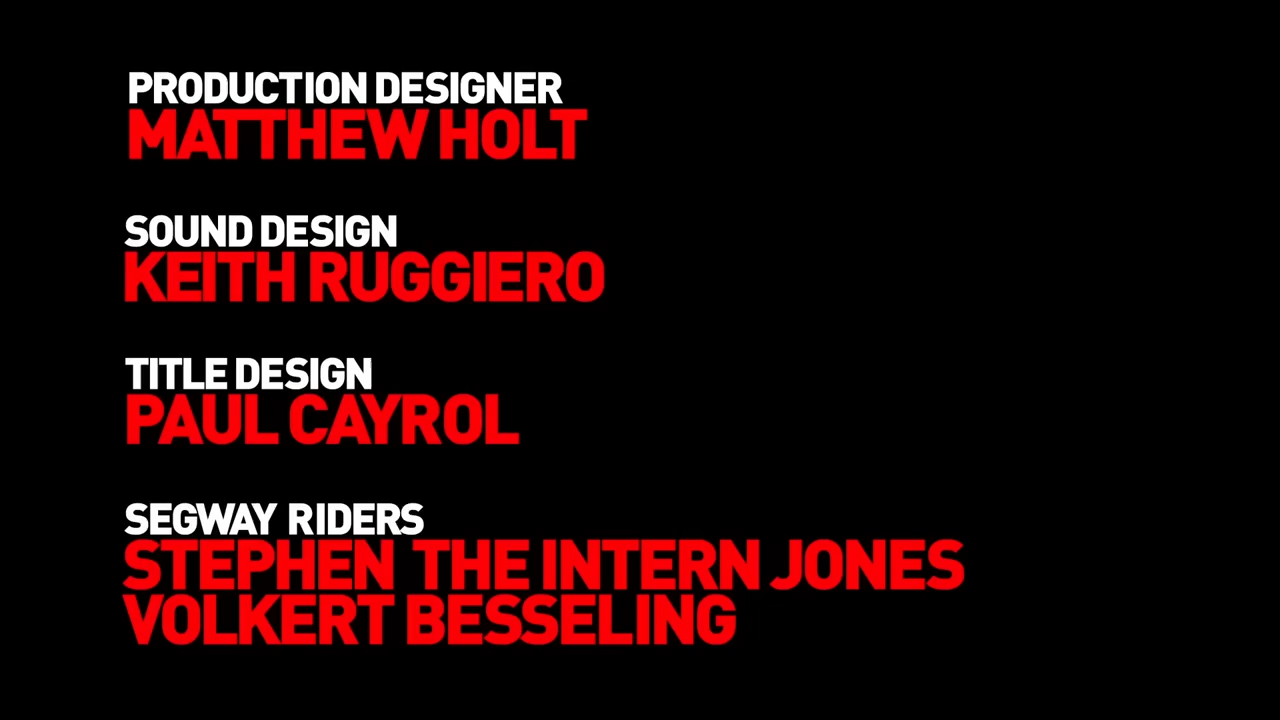 PRODUCTION DESIGNER
MATTHEW HOLT
SOUND DESIGN
KEITH RUGGIERO
TITLE DESIGN
PAUL CAYROL
SEGWAY RIDERS
STEPHEN THE INTERN JONES
VOLKERT BESSELING